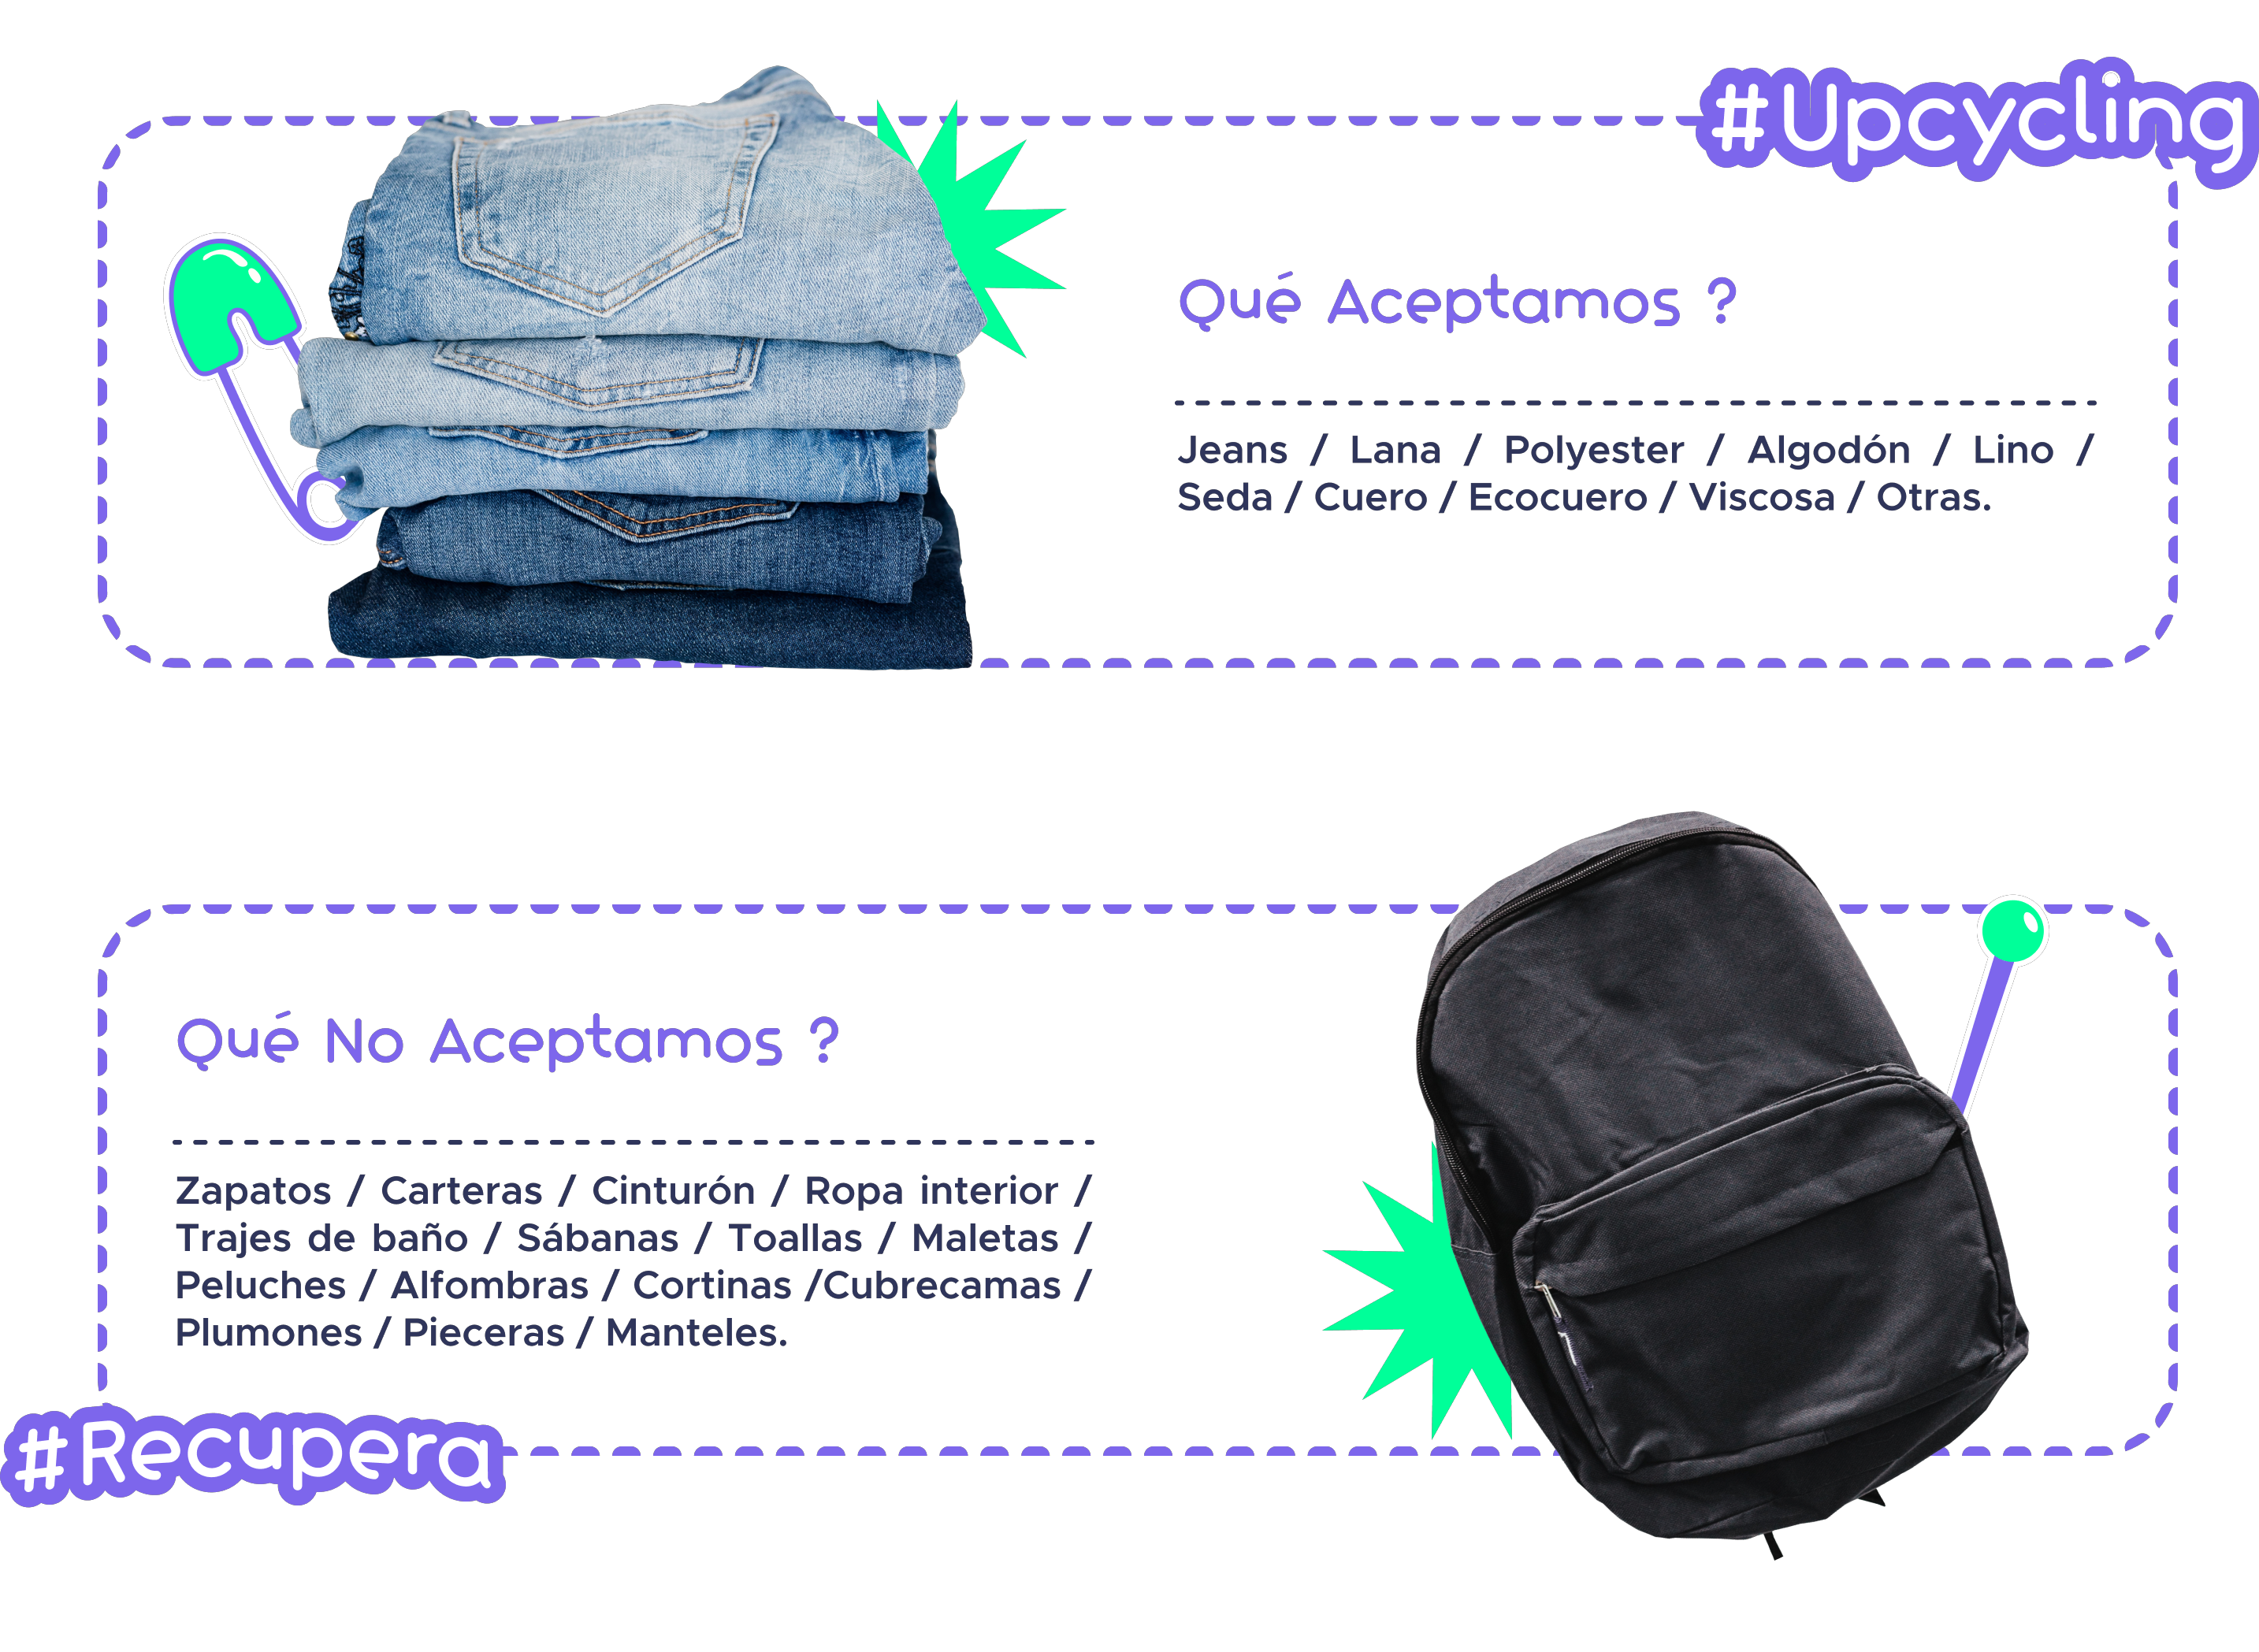 #Upcycling
Qué Aceptamos ?
Jeans / Lana / Polyester / Algodón / Lino /
Seda / Cuero / Ecocuero / Viscosa / Otras.
Qué No Aceptamos ?
Zapatos / Carteras / Cinturón / Ropa interior /
Trajes de baño / Sábanas / Toallas / Maletas /
Peluches / Alfombras / Cortinas /Cubrecamas /
Plumones / Pieceras / Manteles.
#Recupera